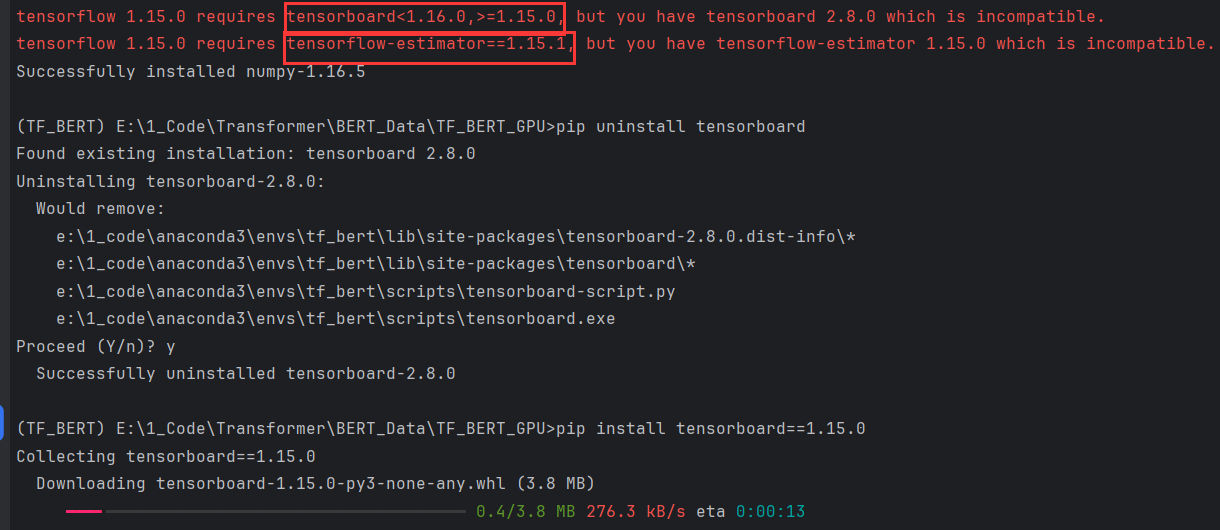 tensorflow 1.15.0 requires tensorboard<1.16.0,>=1.15.0, but you have tensorboard 2.8.0 which is incompatible.
tensorflow 1.15.0 requires tensorflow-estimator==1.15.1, but you have tensorflow-estimator 1.15.0 which is incompatible.
Successfully installed numpy-1.16.5
(TF_BERT) E:\1_Code\Transformer\BERT_Data\TF_BERT_GPU>pip uninstall tensorboard
Found existing installation: tensorboard 2.8.0
Uninstalling tensorboard-2.8.0:
  Would remove:
    e:\1_code\anaconda3\envs\tf_bert\lib\site-packages\tensorboard-2.8.0.dist-info\*
    e:\1_code\anaconda3\envs\tf_bert\lib\site-packages\tensorboard\*
    e:\1_code\anaconda3\envs\tf_bert\scripts\tensorboard-script.py
    e:\1_code\anaconda3\envs\tf_bert\scripts\tensorboard.exe
Proceed (Y/n)? y
  Successfully uninstalled tensorboard-2.8.0
(TF_BERT) E:\1_Code\Transformer\BERT_Data\TF_BERT_GPU>pip install tensorboard==1.15.0
Collecting tensorboard==1.15.0
  Downloading tensorboard-1.15.0-py3-none-any.whl (3.8 MB)
0.4/3.8 MB 276.3 kB/s eta 0:00:13